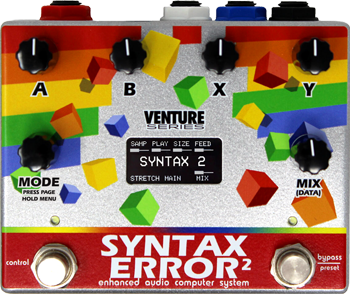 A B X Y
VENTURE
SERIES
SAMP PLAY SIZE FEED
SYNTAX 2
STRETCH MAIN MIX
MODE
PRESS PAGE
HOLD MENU
MIX
[DATA]
SYNTAX
ERROR²
control
bypass
preset
enhanced audio computer system